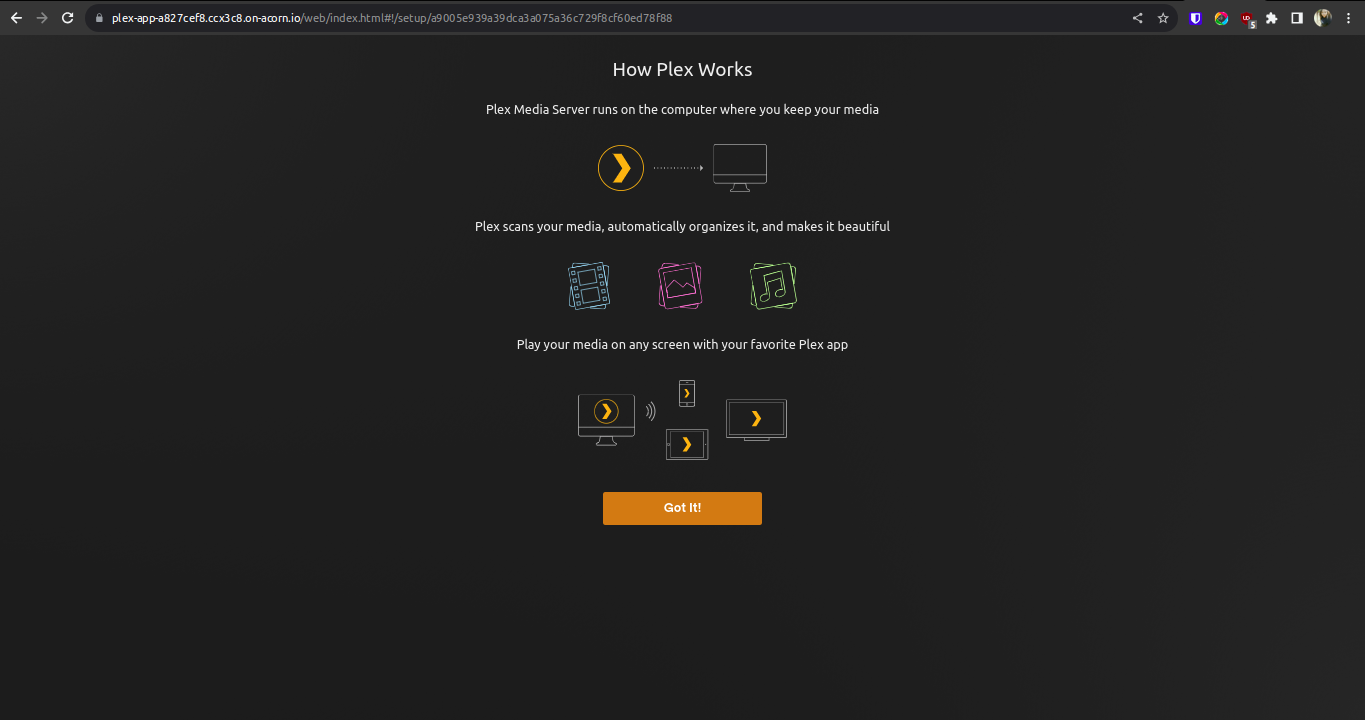 plex-app-a827cef8.ccx3c8.on-acorn.io/web/index.html#!/setup/a9005e939a39dca3a075a36c729f8cf60ed78f88
UD
5
How Plex Works
Plex Media Server runs on the computer where you keep your media
Plex scans your media, automatically organizes it, and makes it beautiful
Play your media on any screen with your favorite Plex app
Got It!